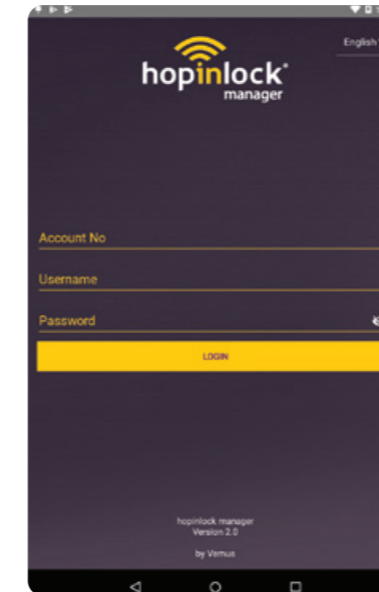 English
hopinlock®
manager
Account No
Username
Password
LOGIN
hopinlock manager
Version 2.0
by Vemus